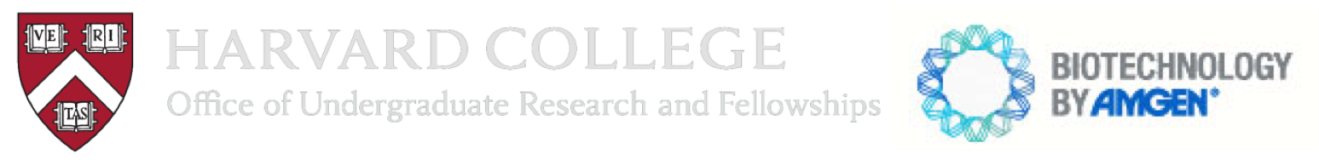 VE RI
TAS
HARVARD COLLEGE
Office of Undergraduate Research and Fellowships
BIOTECHNOLOGY
BY AMGEN®